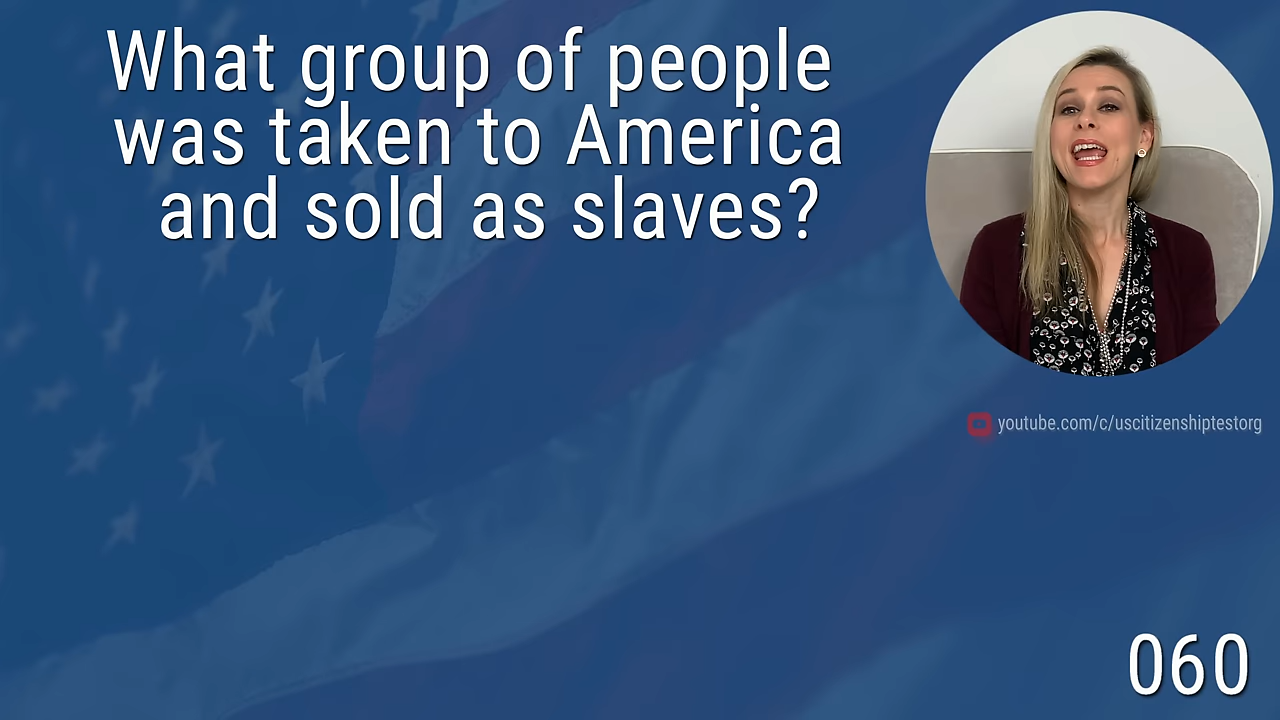 What group of people
was taken to America
and sold as slaves?
youtube.com/c/uscitizenshiptestorg
060